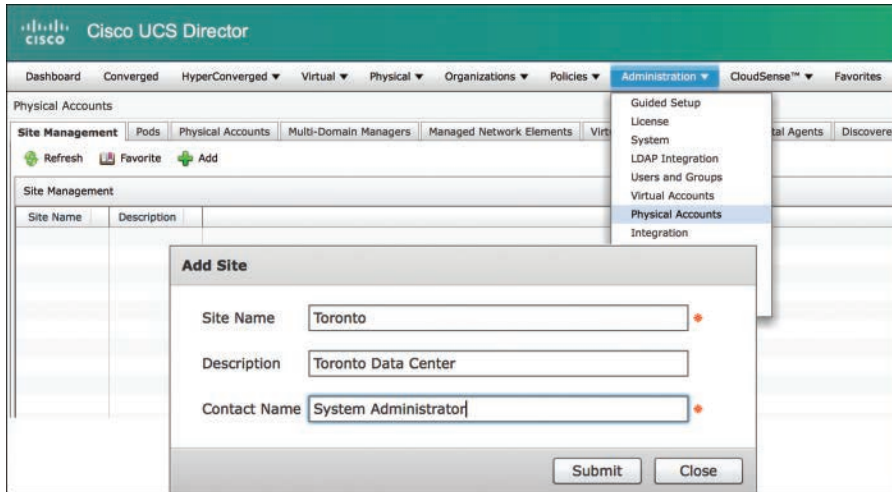 CISCO
Cisco UCS Director
Dashboard Converged HyperConverged Virtual Physical Organizations Policies Administration CloudSense™ Favorites
Physical Accounts
Site Management Pods Physical Accounts Multi-Domain Managers Managed Network Elements Agents
Refresh Favorite Add
Site Management
Site Name Description
Guided Setup
License
System
LDAP Integration
Users and Groups
Virtual Accounts
Physical Accounts
Integration
Add Site
Site Name Toronto
Description Toronto Data Center
Contact Name System Administrator
Submit Close